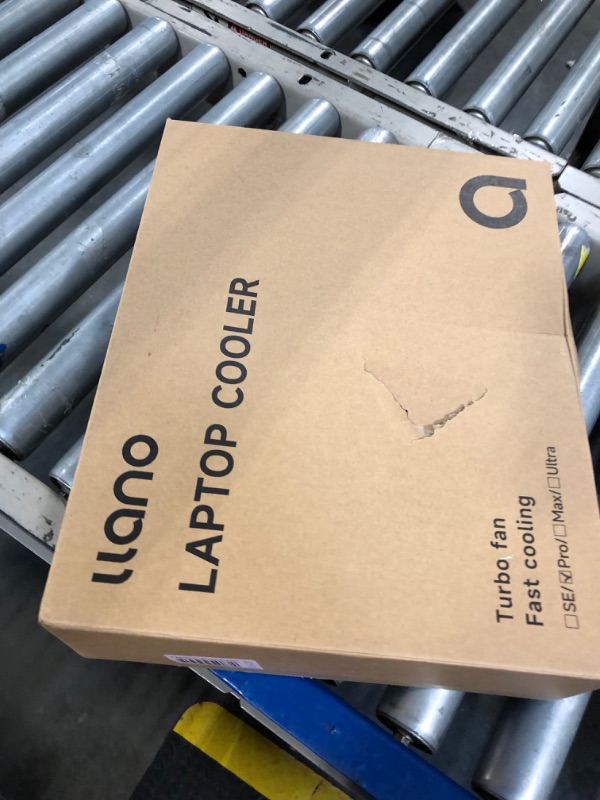 llano
LAPTOP COOLER
Turbo fan
Fast cooling
☐SE/☑Pro/☐Max/☐Ultra